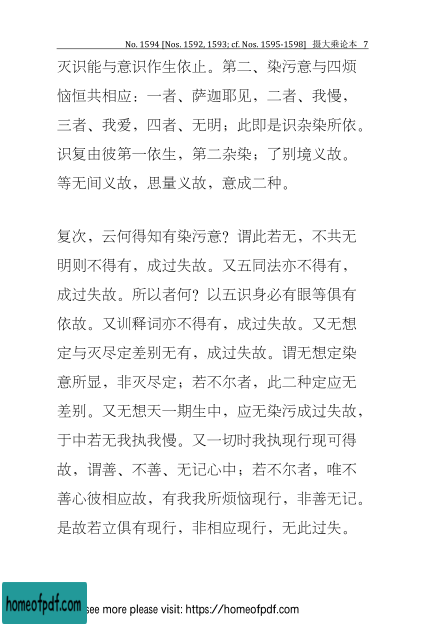 No. 1594 [Nos. 1592, 1593; cf. Nos. 1595-1598] 摄大乘论本 7
灭识能与意识作生依止。第二、染污意与四烦
恼恒共相应：一者、萨迦耶见，二者、我慢，
三者、我爱，四者、无明；此即是识杂染所依。
识复由彼第一依生，第二杂染；了别境义故。
等无间义故，思量义故，意成二种。
复次，云何得知有染污意？谓此若无，不共无
明则不得有，成过失故。又五同法亦不得有，
成过失故。所以者何？以五识身必有眼等俱有
依故。又训释词亦不得有，成过失故。又无想
定与灭尽定差别无有，成过失故。谓无想定染
意所显，非灭尽定；若不尔者，此二种定应无
差别。又无想天一期生中，应无染污成过失故，
于中若无我执我慢。又一切时我执现行现可得
故，谓善、不善、无记心中；若不尔者，唯不
善心彼相应故，有我我所烦恼现行，非善无记。
是故若立俱有现行，非相应现行，无此过失。
homeofpdf.com
see more please visit: https://homeofpdf.com